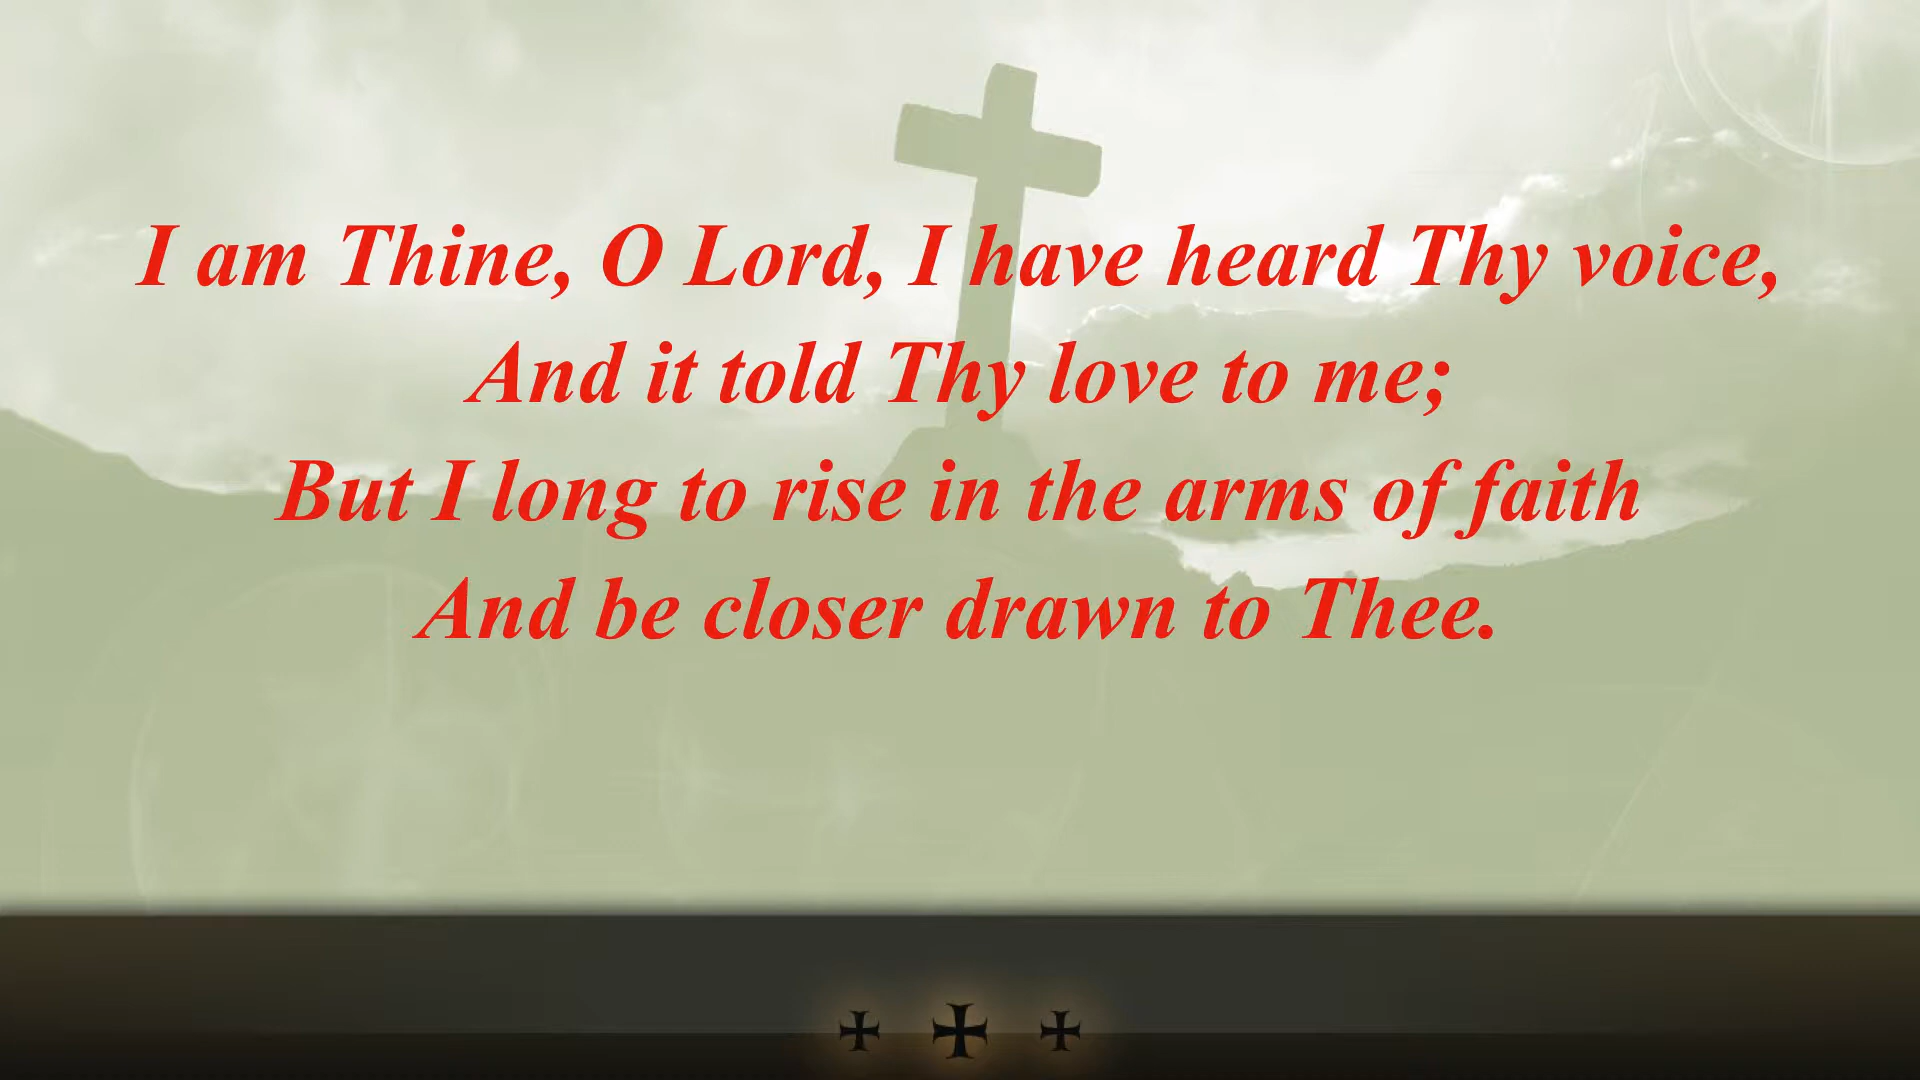 I am Thine, O Lord, I have heard Thy voice,
And it told Thy love to me;
But I long to rise in the arms of faith
And be closer drawn to Thee.